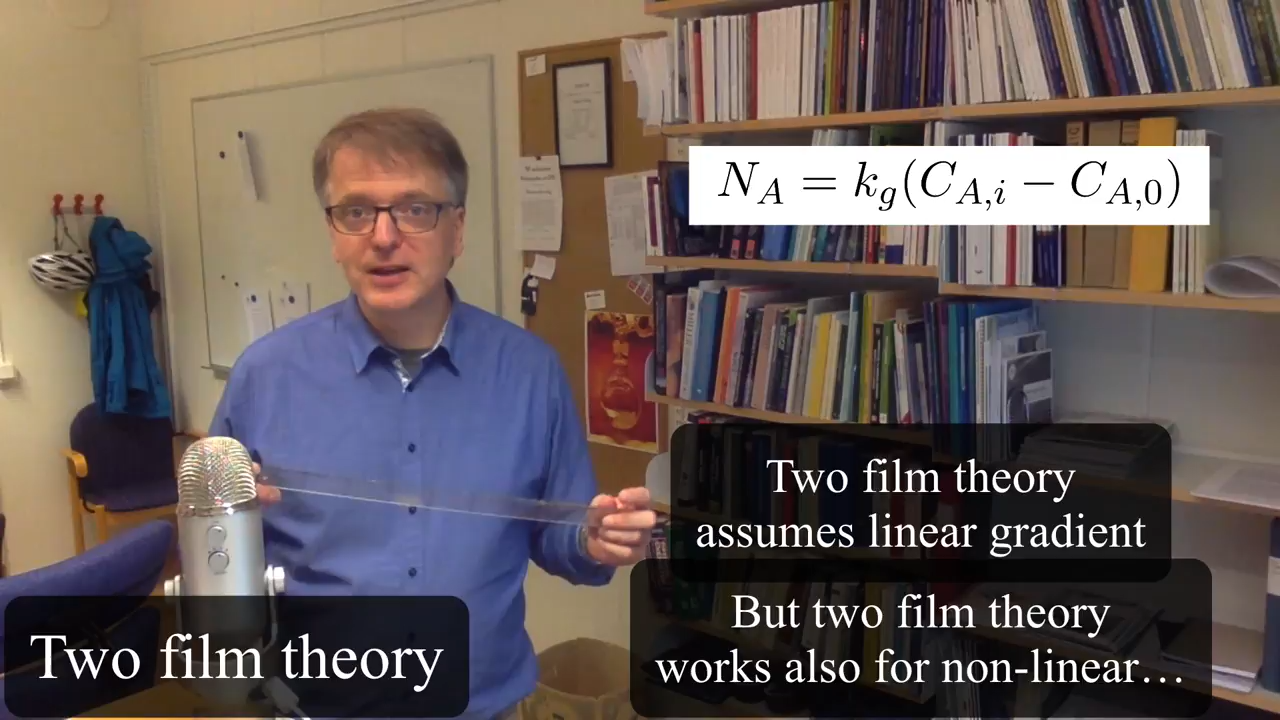 N_A = k_g(C_{A,i} − C_{A,0})
Two film theory
assumes linear gradient
But two film theory
works also for non-linear…
Two film theory